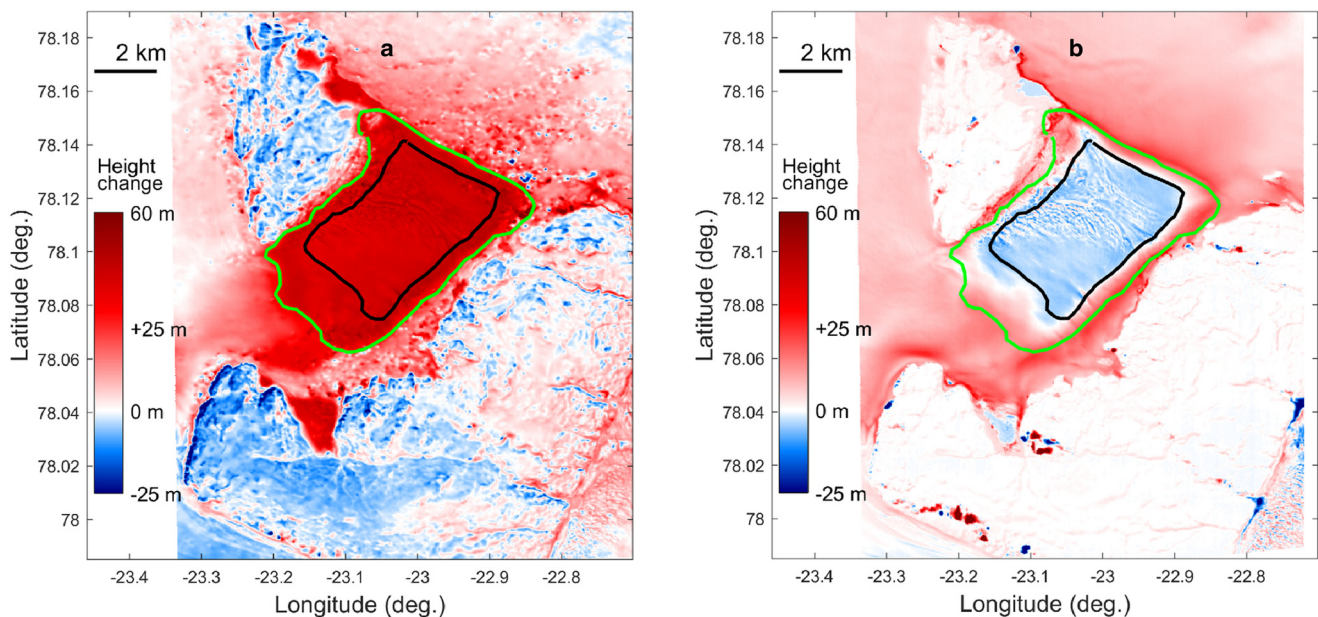 a
2 km
78.18
78.16
78.14
78.12
78.10
78.08
78.06
78.04
78.02
78
Height
change
60 m
+25 m
0 m
-25 m
Latitude (deg.)
-23.4
-23.3
-23.2
-23.1
-23
-22.9
-22.8
Longitude (deg.)
b
2 km
78.18
78.16
78.14
78.12
78.10
78.08
78.06
78.04
78.02
78
Height
change
60 m
+25 m
0 m
-25 m
Latitude (deg.)
-23.4
-23.3
-23.2
-23.1
-23
-22.9
-22.8
Longitude (deg.)